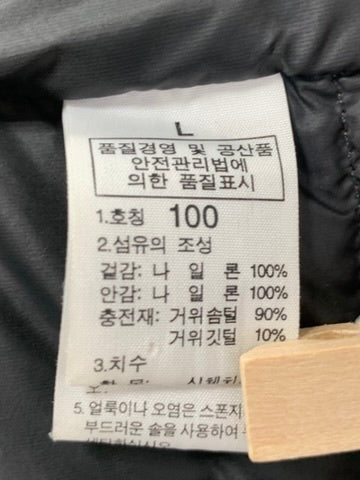 L
품질경영 및 공산품
안전관리법에
의한 품질표시
1.호칭 100
2.섬유의 조성
겉감: 나 일 론 100%
안감: 나 일 론 100%
충전재: 거위솜털 90%
거위깃털 10%
3.치수
5. 얼룩이나 오염은 스폰지
부드러운 솔을 사용하여